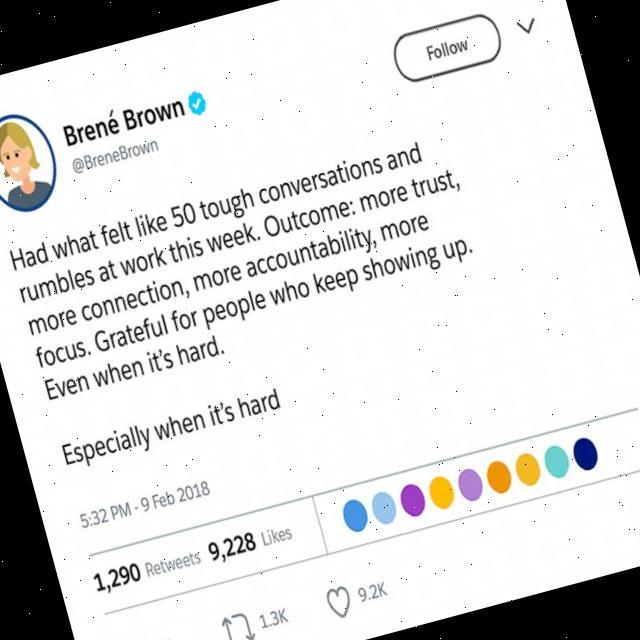 Follow
Brené Brown
@BreneBrown
Had what felt like 50 tough conversations and
rumbles at work this week. Outcome: more trust,
more connection, more accountability, more
focus. Grateful for people who keep showing up.
Even when it's hard.
Especially when it's hard
5:32 PM - 9 Feb 2018
1,290 Retweets 9,228 Likes
1.3K 9.2K